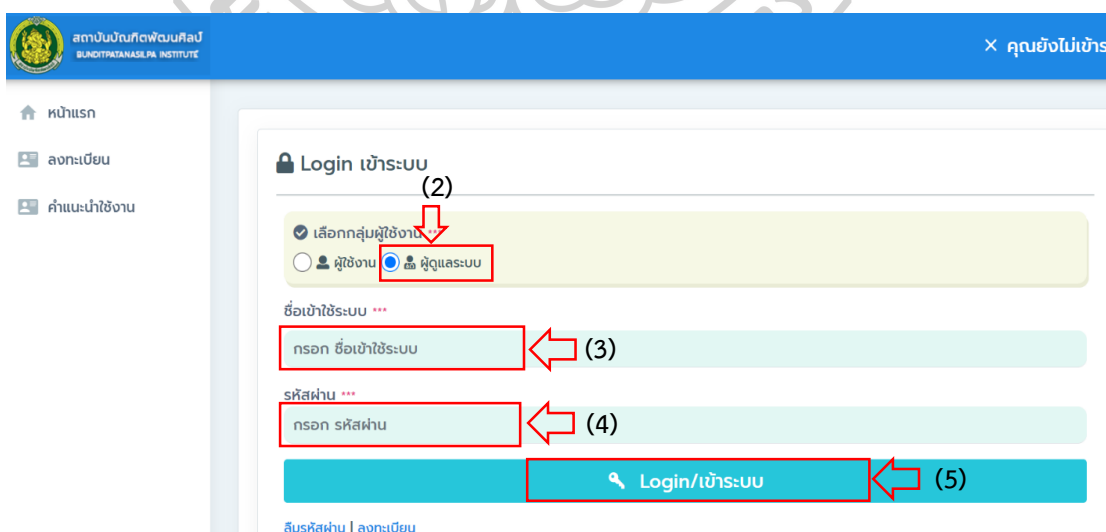 สถาบันบัณฑิตพัฒนศิลป์
BUNDITPATANASILPA INSTITUTE
× คุณยังไม่เข้าร
หน้าแรก
ลงทะเบียน
คำแนะนำใช้งาน
Login เข้าระบบ
(2)
เลือกกลุ่มผู้ใช้งาน ***
ผู้ใช้งาน ผู้ดูแลระบบ
ชื่อเข้าใช้ระบบ ***
กรอก ชื่อเข้าใช้ระบบ (3)
รหัสผ่าน ***
กรอก รหัสผ่าน (4)
Login/เข้าระบบ (5)
ลืมรหัสผ่าน | ลงทะเบียน